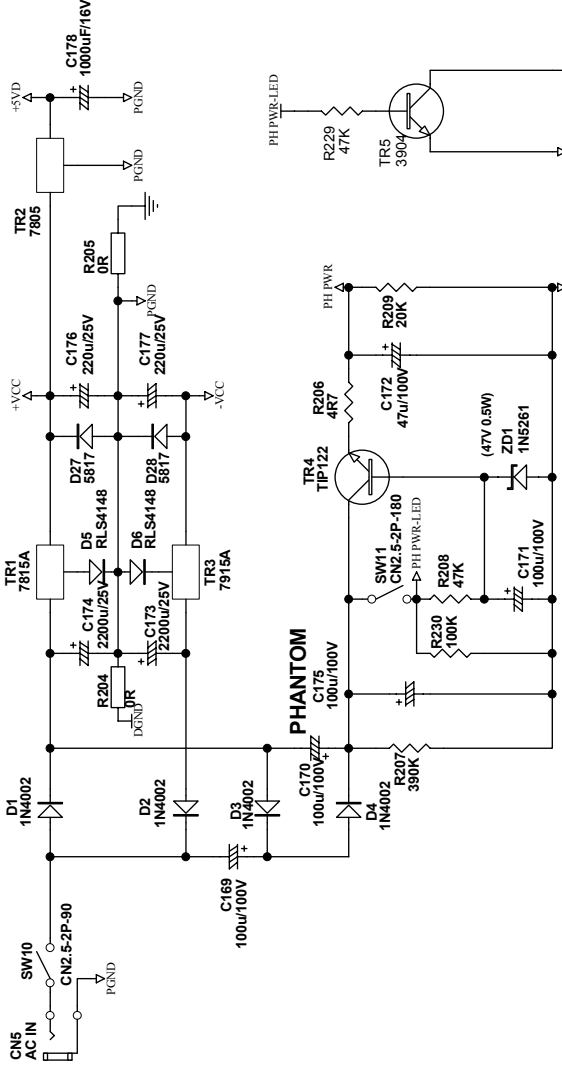 CN5
AC IN
SW10
CN2.5-2P-90
PGND
D1
1N4002
D2
1N4002
C169
100u/100V
D3
1N4002
C170
100u/100V
D4
1N4002
R207
390K
PHANTOM
C175
100u/100V
R204
0R
DGND
C174
2200u/25V
C173
2200u/25V
TR1
7815A
D5
RLS4148
D6
RLS4148
TR3
7915A
D27
5817
D28
5817
+VCC
-VCC
C176
220u/25V
C177
220u/25V
PGND
R205
0R
TR2
7805
PGND
+5VD
C178
1000uF/16V
PGND
SW11
CN2.5-2P-180
PH PWR-LED
R230
100K
R208
47K
C171
100u/100V
TR4
TIP122
(47V 0.5W)
ZD1
1N5261
R206
4R7
C172
47u/100V
PH PWR
R209
20K
PH PWR-LED
R229
47K
TR5
3904